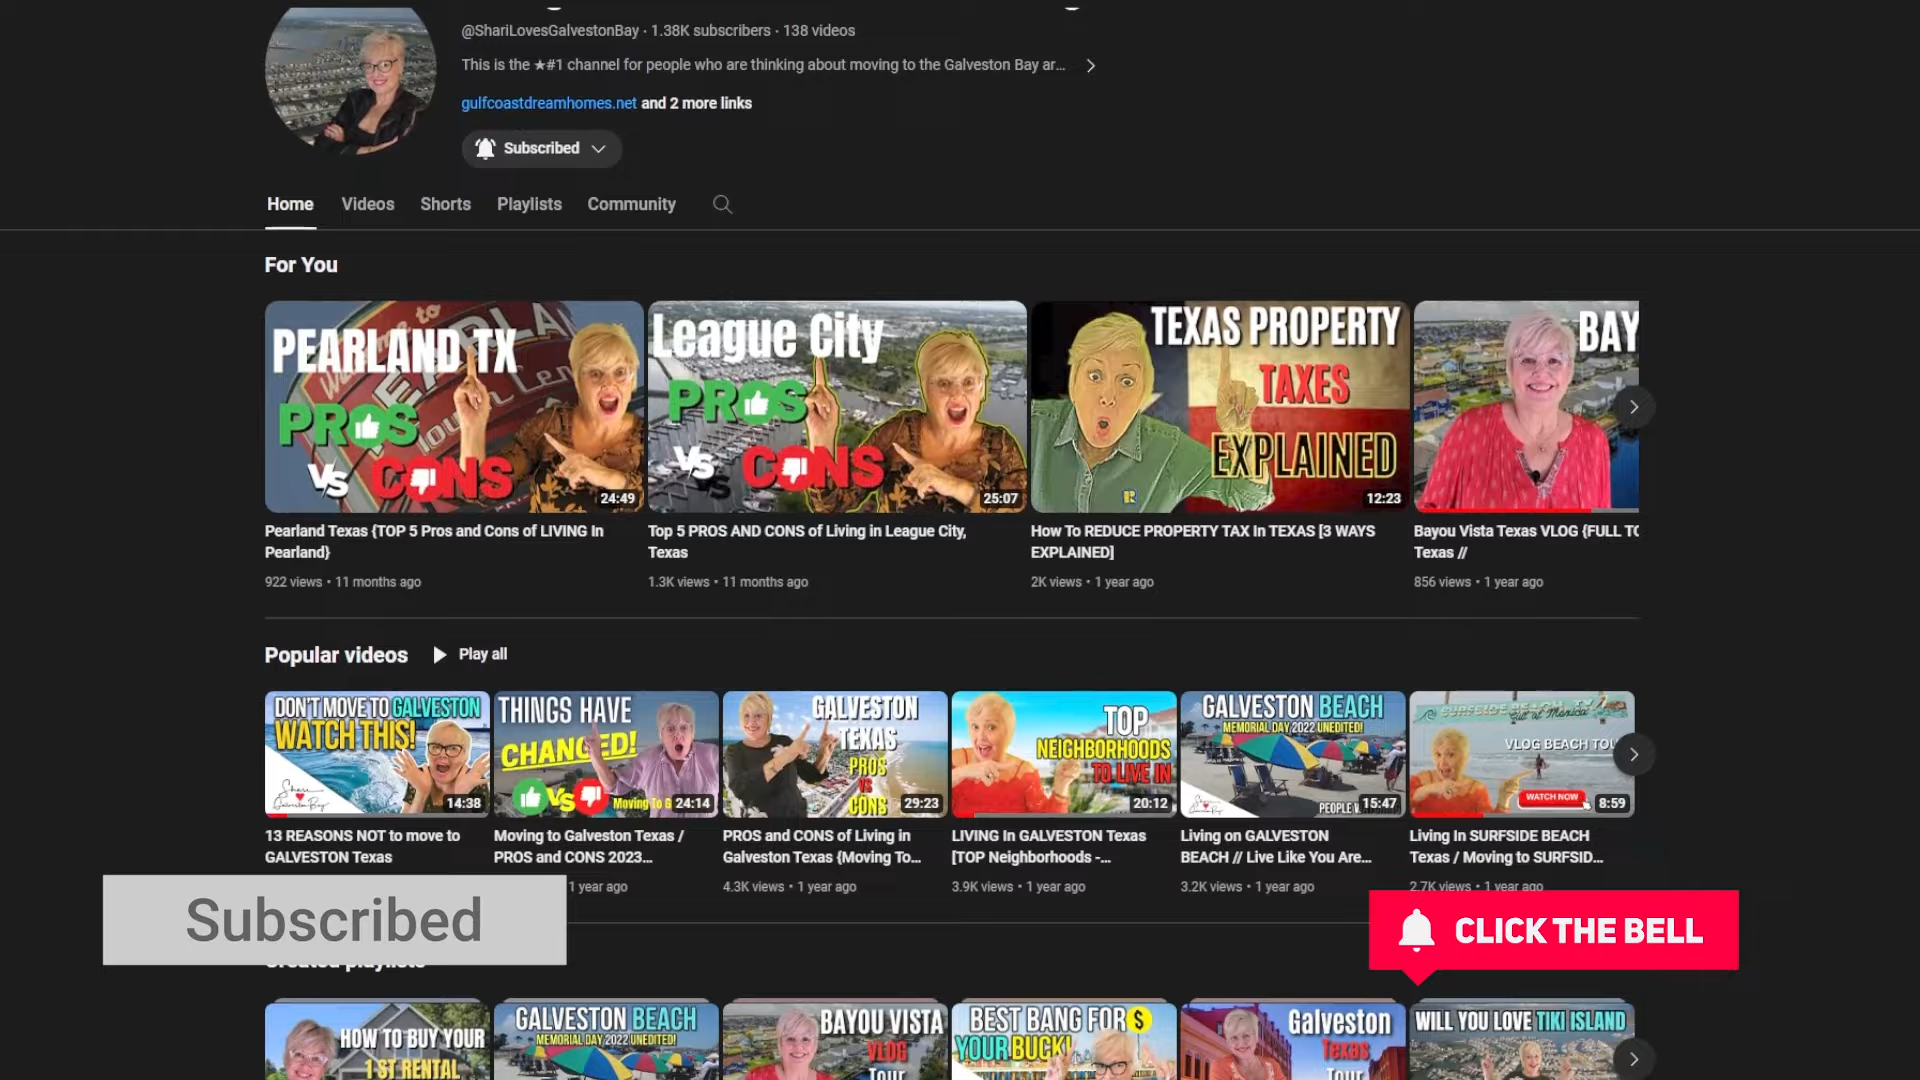 @ShariLovesGalvestonBay · 1.38K subscribers · 138 videos
This is the ★#1 channel for people who are thinking about moving to the Galveston Bay ar...
gulfcoastdreamhomes.net and 2 more links
Subscribed
Home Videos Shorts Playlists Community
For You
PEARLAND TX
PROS
VS CONS
24:49
League City
PROS
VS CONS
25:07
TEXAS PROPERTY
TAXES
EXPLAINED
12:23
BAY
Pearland Texas {TOP 5 Pros and Cons of LIVING In
Pearland}
922 views • 11 months ago
Top 5 PROS AND CONS of Living in League City,
Texas
1.3K views • 11 months ago
How To REDUCE PROPERTY TAX In TEXAS [3 WAYS
EXPLAINED]
2K views • 1 year ago
Bayou Vista Texas VLOG {FULL TO
Texas //
856 views • 1 year ago
Popular videos Play all
DON'T MOVE TO GALVESTON
WATCH THIS!
Shari
Galveston Bay
14:38
THINGS HAVE
CHANGED!
VS
Moving To G
24:14
GALVESTON
TEXAS
PROS
VS
CONS
29:23
TOP
NEIGHBORHOODS
TO LIVE IN
20:12
GALVESTON BEACH
MEMORIAL DAY 2022 UNEDITED!
PEOPLE W
15:47
SURFSIDE BEACH
VLOG BEACH TOU
WATCH NOW
8:59
13 REASONS NOT to move to
GALVESTON Texas
Moving to Galveston Texas /
PROS and CONS 2023...
1 year ago
PROS and CONS of Living in
Galveston Texas {Moving To...
4.3K views • 1 year ago
LIVING In GALVESTON Texas
[TOP Neighborhoods -...
3.9K views • 1 year ago
Living on GALVESTON
BEACH // Live Like You Are...
3.2K views • 1 year ago
Living In SURFSIDE BEACH
Texas / Moving to SURFSID...
2.7K views • 1 year ago
Subscribed
CLICK THE BELL
Created playlists
HOW TO BUY YOUR
1 ST RENTAL
GALVESTON BEACH
MEMORIAL DAY 2022 UNEDITED!
BAYOU VISTA
VLOG
Tour
BEST BANG FOR $
YOUR BUCK!
Galveston
Texas
Tour
WILL YOU LOVE TIKI ISLAND